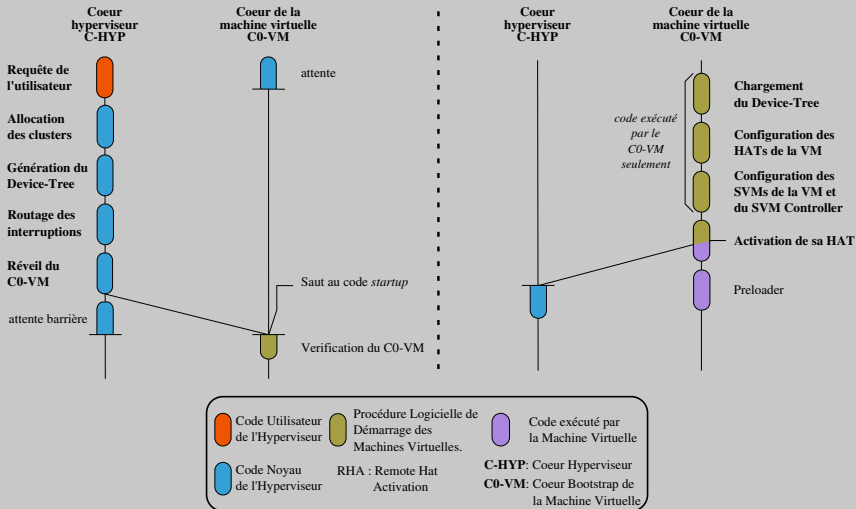 Coeur
hyperviseur
C-HYP
Coeur de la
machine virtuelle
C0-VM
Requête de
l'utilisateur
Allocation
des clusters
Génération du
Device-Tree
Routage des
interruptions
Réveil du
C0-VM
attente barrière
attente
Saut au code startup
Verification du C0-VM
Coeur
hyperviseur
C-HYP
Coeur de la
machine virtuelle
C0-VM
code exécuté
par le
C0-VM
seulement
Chargement
du Device-Tree
Configuration des
HATs de la VM
Configuration des
SVMs de la VM et
du SVM Controller
Activation de sa HAT
Preloader
Code Utilisateur
de l'Hyperviseur
Procédure Logicielle de
Démarrage des
Machines Virtuelles.
Code exécuté par
la Machine Virtuelle
Code Noyau
de l'Hyperviseur
RHA : Remote Hat
Activation
C-HYP: Coeur Hyperviseur
C0-VM: Coeur Bootstrap de
la Machine Virtuelle